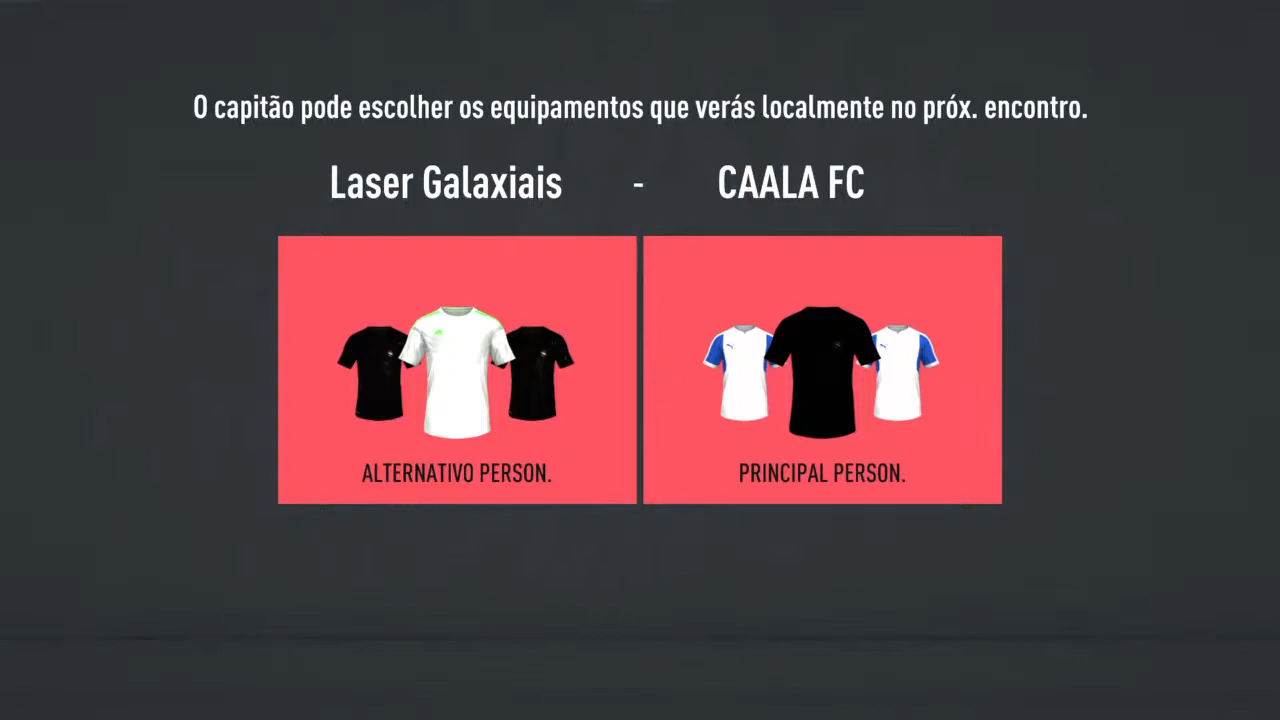 O capitão pode escolher os equipamentos que verás localmente no próx. encontro.
Laser Galaxiais - CAALA FC
ALTERNATIVO PERSON.
PRINCIPAL PERSON.